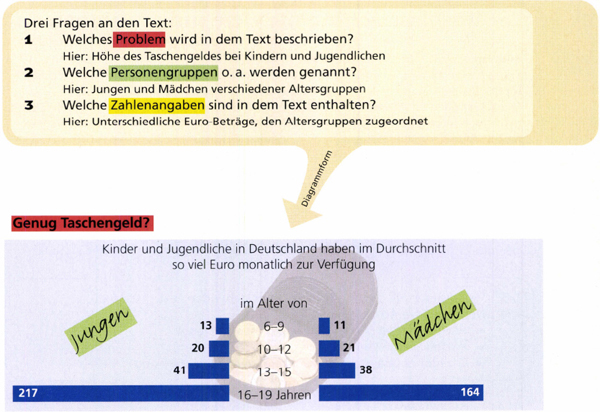 Drei Fragen an den Text:
1 Welches Problem wird in dem Text beschrieben?
Hier: Höhe des Taschengeldes bei Kindern und Jugendlichen
2 Welche Personengruppen o. a. werden genannt?
Hier: Jungen und Mädchen verschiedener Altersgruppen
3 Welche Zahlenangaben sind in dem Text enthalten?
Hier: Unterschiedliche Euro-Beträge, den Altersgruppen zugeordnet
Diagrammform
Genug Taschengeld?
Kinder und Jugendliche in Deutschland haben im Durchschnitt
so viel Euro monatlich zur Verfügung
im Alter von
Jungen
Mädchen
13 6–9 11
20 10–12 21
41 13–15 38
217 16–19 Jahren 164